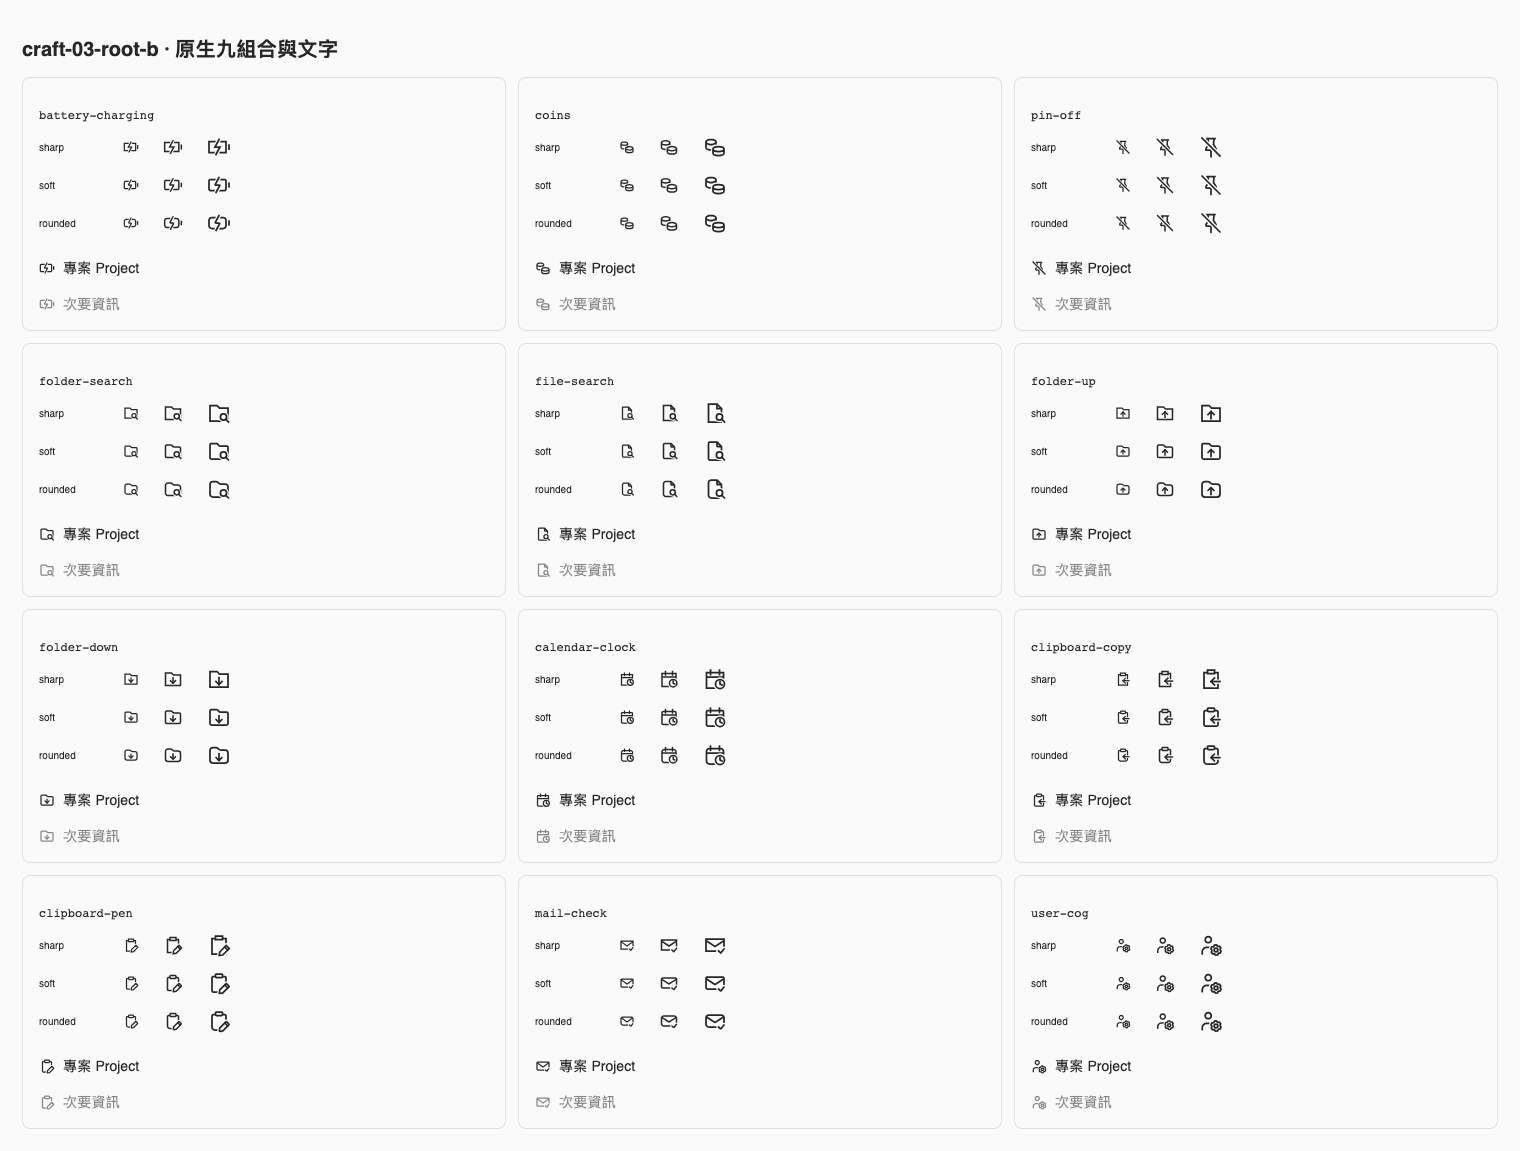 craft-03-root-b · 原生九組合與文字
battery-charging
sharp
soft
rounded
專案 Project
次要資訊
coins
sharp
soft
rounded
專案 Project
次要資訊
pin-off
sharp
soft
rounded
專案 Project
次要資訊
folder-search
sharp
soft
rounded
專案 Project
次要資訊
file-search
sharp
soft
rounded
專案 Project
次要資訊
folder-up
sharp
soft
rounded
專案 Project
次要資訊
folder-down
sharp
soft
rounded
專案 Project
次要資訊
calendar-clock
sharp
soft
rounded
專案 Project
次要資訊
clipboard-copy
sharp
soft
rounded
專案 Project
次要資訊
clipboard-pen
sharp
soft
rounded
專案 Project
次要資訊
mail-check
sharp
soft
rounded
專案 Project
次要資訊
user-cog
sharp
soft
rounded
專案 Project
次要資訊